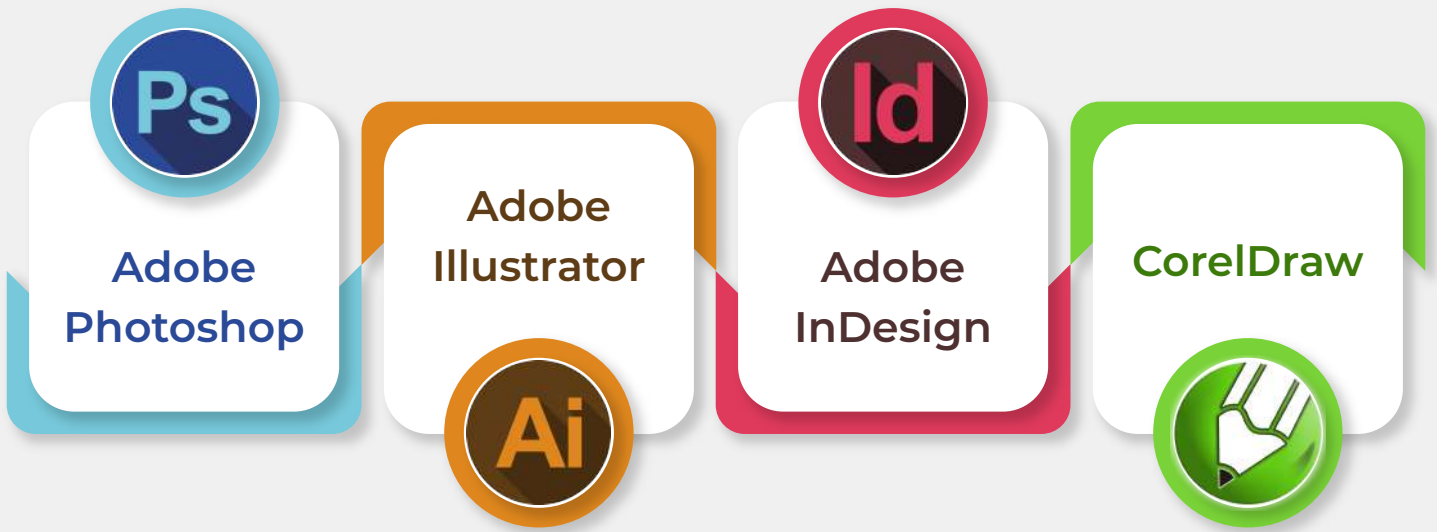 Ps
Adobe
Photoshop
Adobe
Illustrator
Ai
Id
Adobe
InDesign
CorelDraw